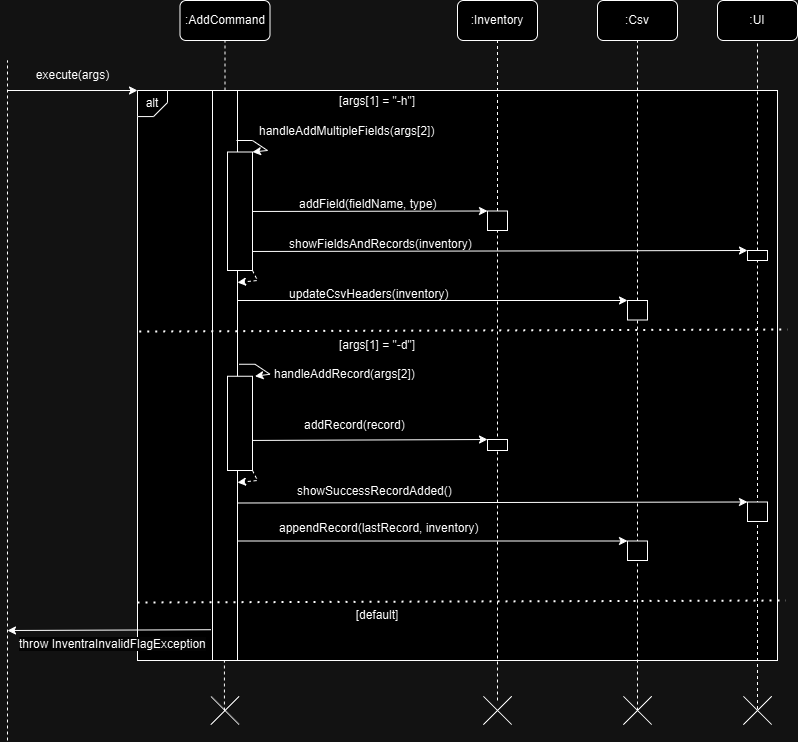 :AddCommand
:Inventory
:Csv
:UI
execute(args)
alt
[args[1] = "-h"]
handleAddMultipleFields(args[2])
addField(fieldName, type)
showFieldsAndRecords(inventory)
updateCsvHeaders(inventory)
[args[1] = "-d"]
handleAddRecord(args[2])
addRecord(record)
showSuccessRecordAdded()
appendRecord(lastRecord, inventory)
[default]
throw InventraInvalidFlagException